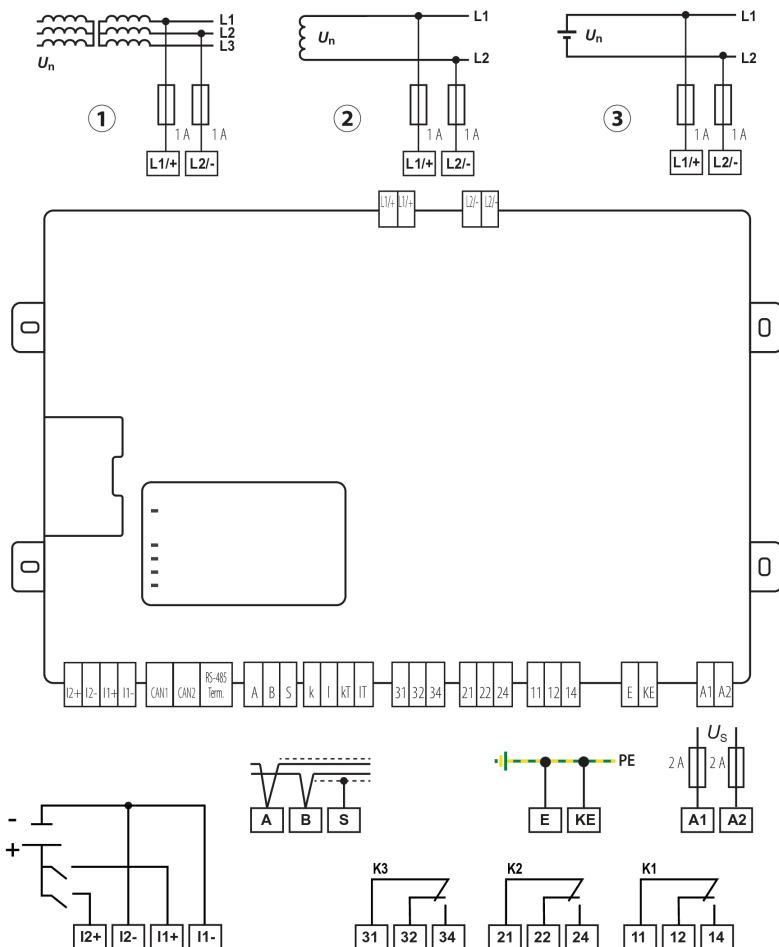 L1 L1 L1
L2
L3
Un Un Un
L2 L2
1 2 3
1 A 1 A 1 A 1 A 1 A 1 A
L1/+ L2/- L1/+ L2/- L1/+ L2/-
L1/+ L1/+ L2/- L2/-
I2+ I2- I1+ I1- CAN1 CAN2 RS-485 Term. A B S k l kT lT 31 32 34 21 22 24 11 12 14 E KE A1 A2
US
PE
2 A 2 A
A B S E KE A1 A2
-
+
K3 K2 K1
I2+ I2- I1+ I1- 31 32 34 21 22 24 11 12 14